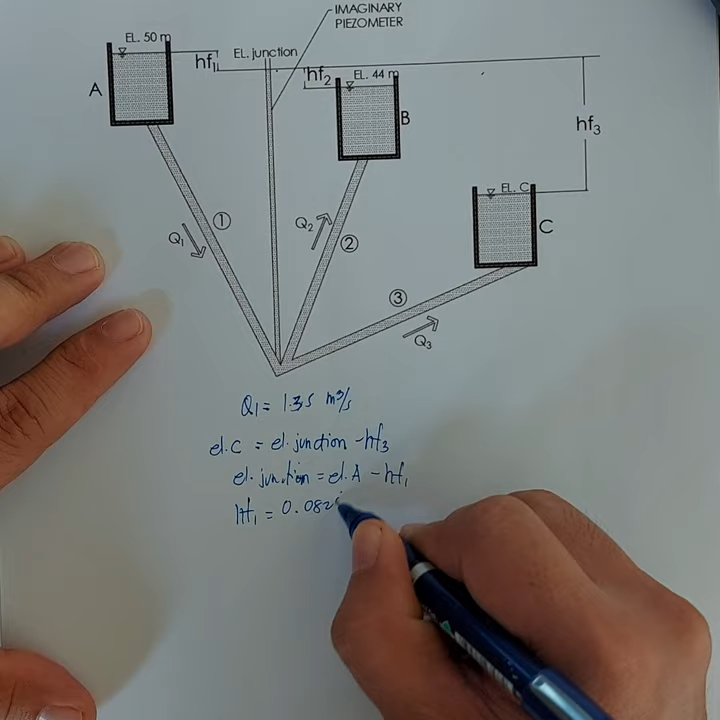 IMAGINARY
PIEZOMETER
EL. 50 m
EL. junction
hf1
hf2
EL. 44 m
A
B
hf3
EL. C
C
Q1
①
Q2
②
③
Q3
Q1 = 1.35 m³/s
el. C = el. junction - hf3
el. junction = el. A - hf1
hf1 = 0.082